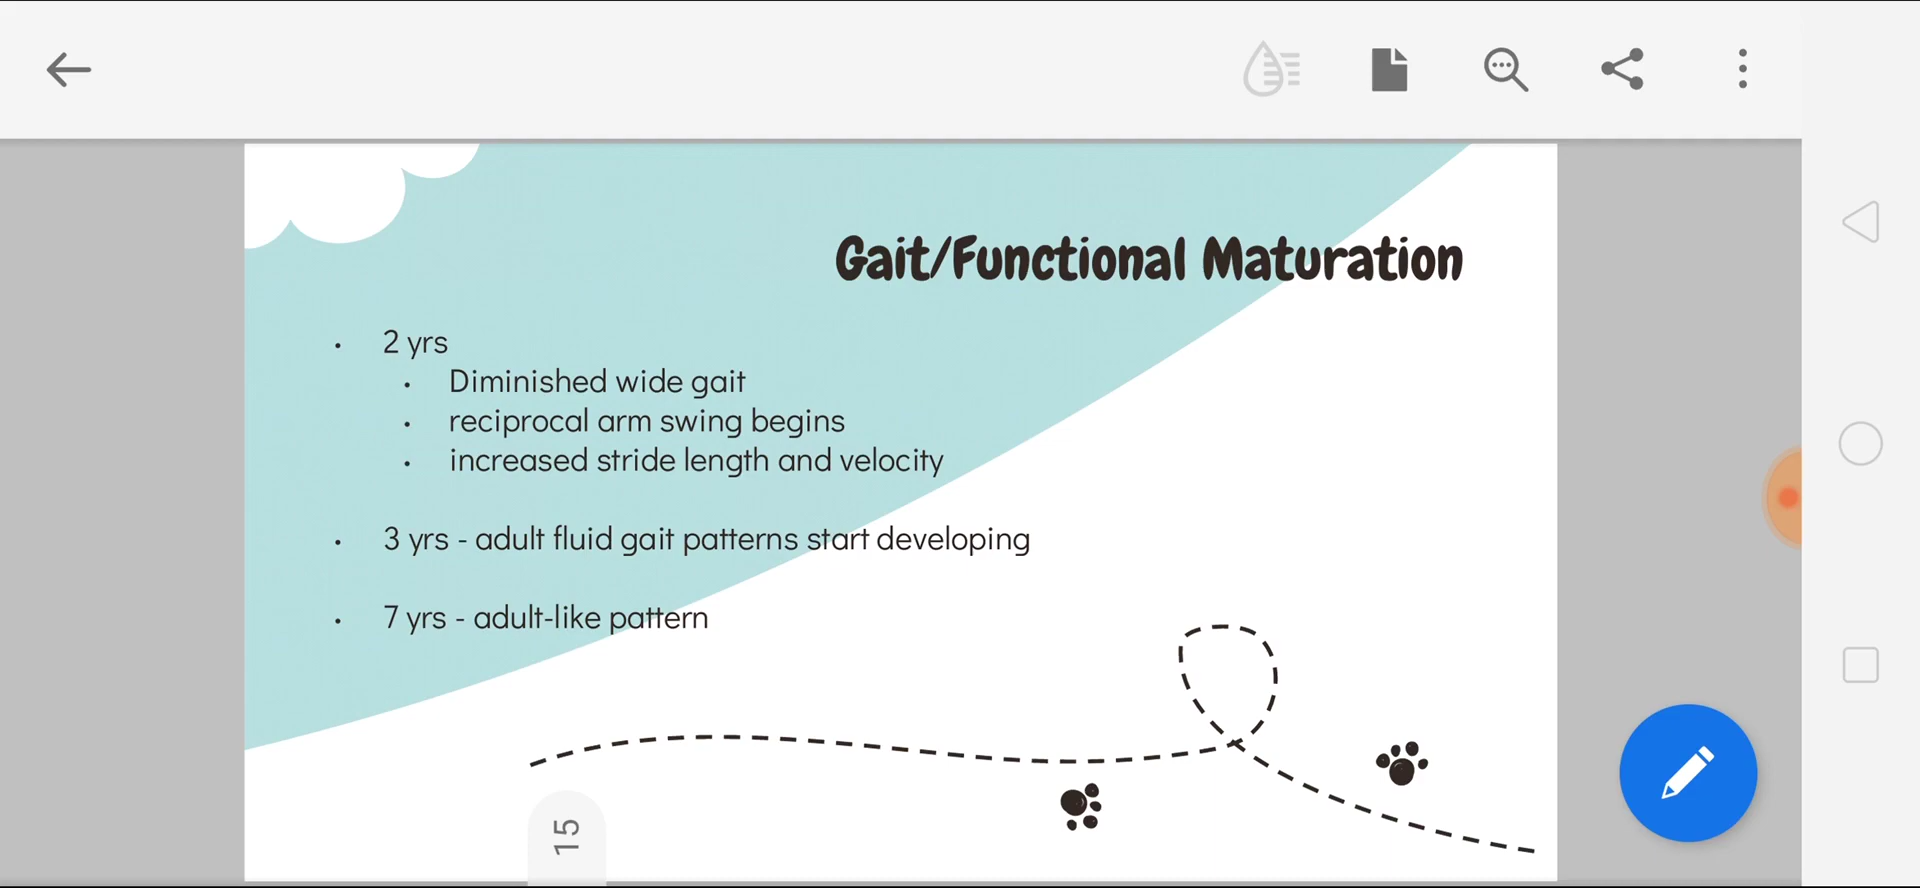 Gait/Functional Maturation
• 2 yrs
• Diminished wide gait
• reciprocal arm swing begins
• increased stride length and velocity
• 3 yrs - adult fluid gait patterns start developing
• 7 yrs - adult-like pattern
15